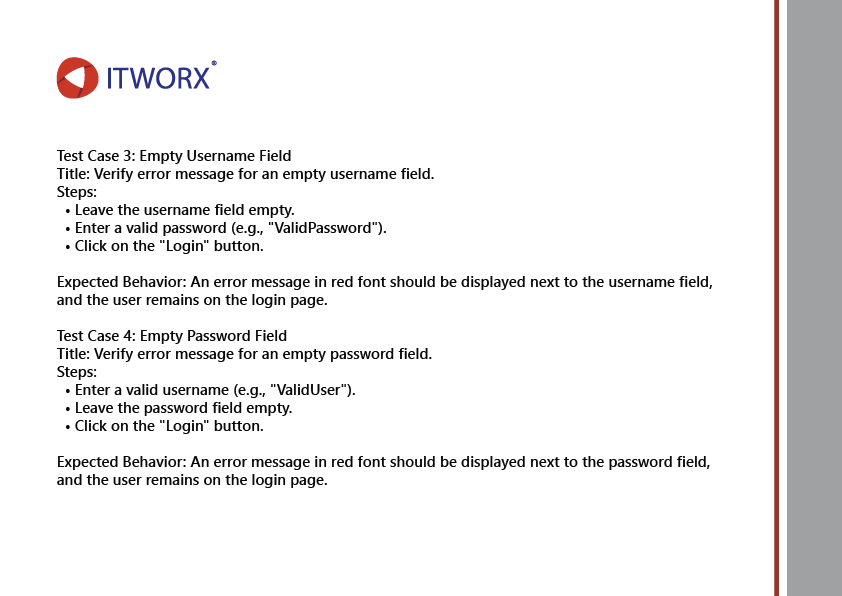 ITWORX®
Test Case 3: Empty Username Field
Title: Verify error message for an empty username field.
Steps:
• Leave the username field empty.
• Enter a valid password (e.g., "ValidPassword").
• Click on the "Login" button.
Expected Behavior: An error message in red font should be displayed next to the username field,
and the user remains on the login page.
Test Case 4: Empty Password Field
Title: Verify error message for an empty password field.
Steps:
• Enter a valid username (e.g., "ValidUser").
• Leave the password field empty.
• Click on the "Login" button.
Expected Behavior: An error message in red font should be displayed next to the password field,
and the user remains on the login page.